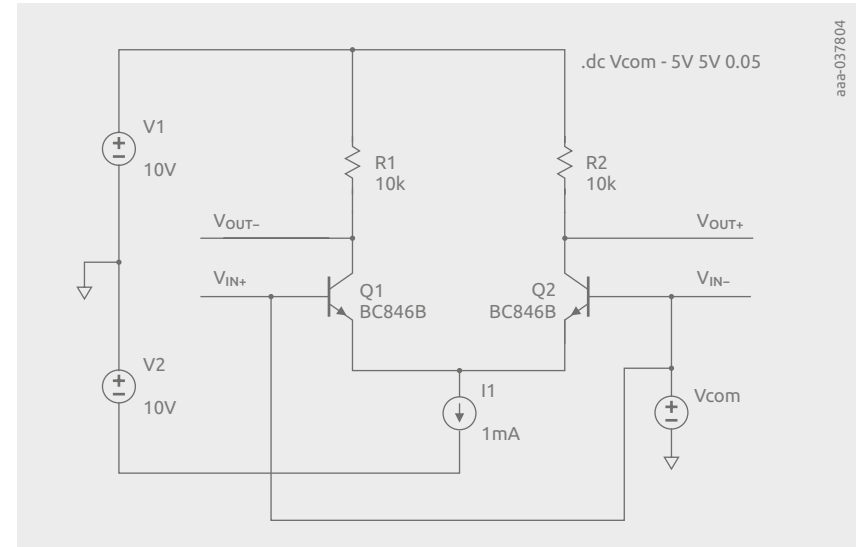 .dc Vcom - 5V 5V 0.05
aaa-037804
V1
10V
R1
10k
R2
10k
VOUT–
VOUT+
VIN+
VIN–
Q1
BC846B
Q2
BC846B
V2
10V
I1
1mA
Vcom